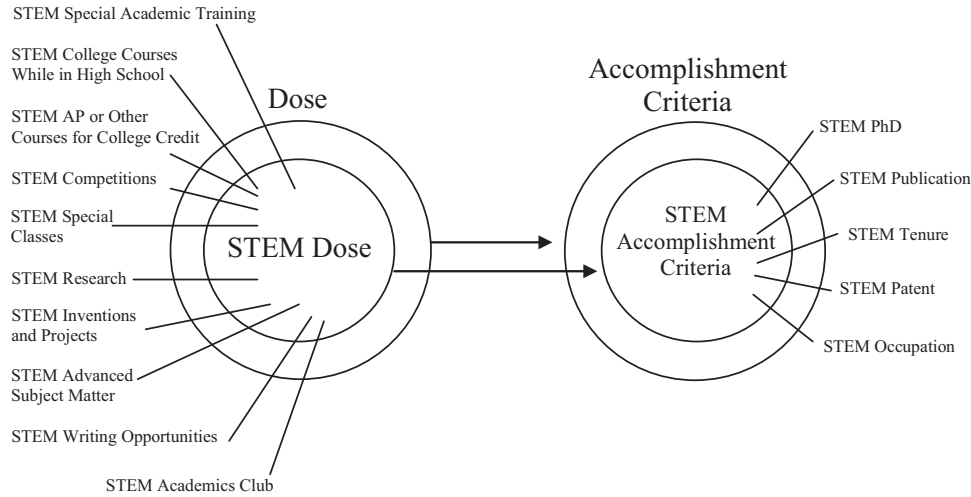 STEM Special Academic Training
STEM College Courses
While in High School
STEM AP or Other
Courses for College Credit
STEM Competitions
STEM Special
Classes
STEM Research
STEM Inventions
and Projects
STEM Advanced
Subject Matter
STEM Writing Opportunities
STEM Academics Club
Dose
STEM Dose
Accomplishment
Criteria
STEM
Accomplishment
Criteria
STEM PhD
STEM Publication
STEM Tenure
STEM Patent
STEM Occupation